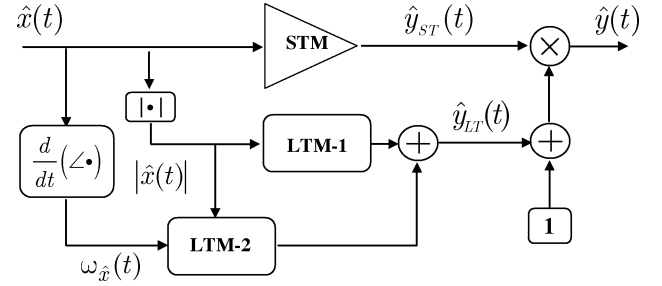 x̂(t)
STM
ŷ_ST(t)
×
ŷ(t)
|•|
d/dt(∠•)
|x̂(t)|
LTM-1
+
ŷ_LT(t)
+
LTM-2
1
ω_x̂(t)